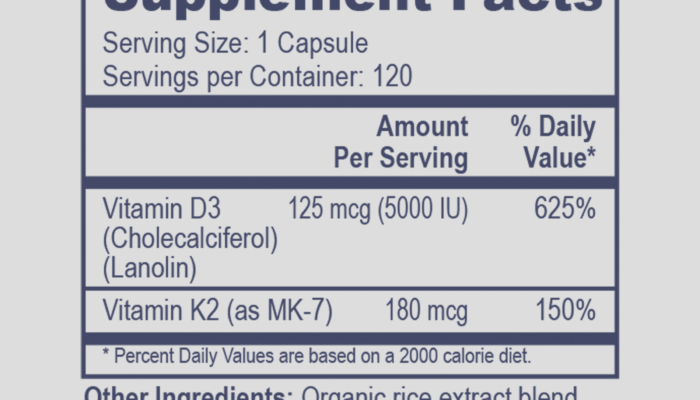 Supplement Facts
Serving Size: 1 Capsule
Servings per Container: 120
Amount Per Serving
% Daily Value*
Vitamin D3 (Cholecalciferol) (Lanolin) 125 mcg (5000 IU) 625%
Vitamin K2 (as MK-7) 180 mcg 150%
* Percent Daily Values are based on a 2000 calorie diet.
Other Ingredients: Organic rice extract blend